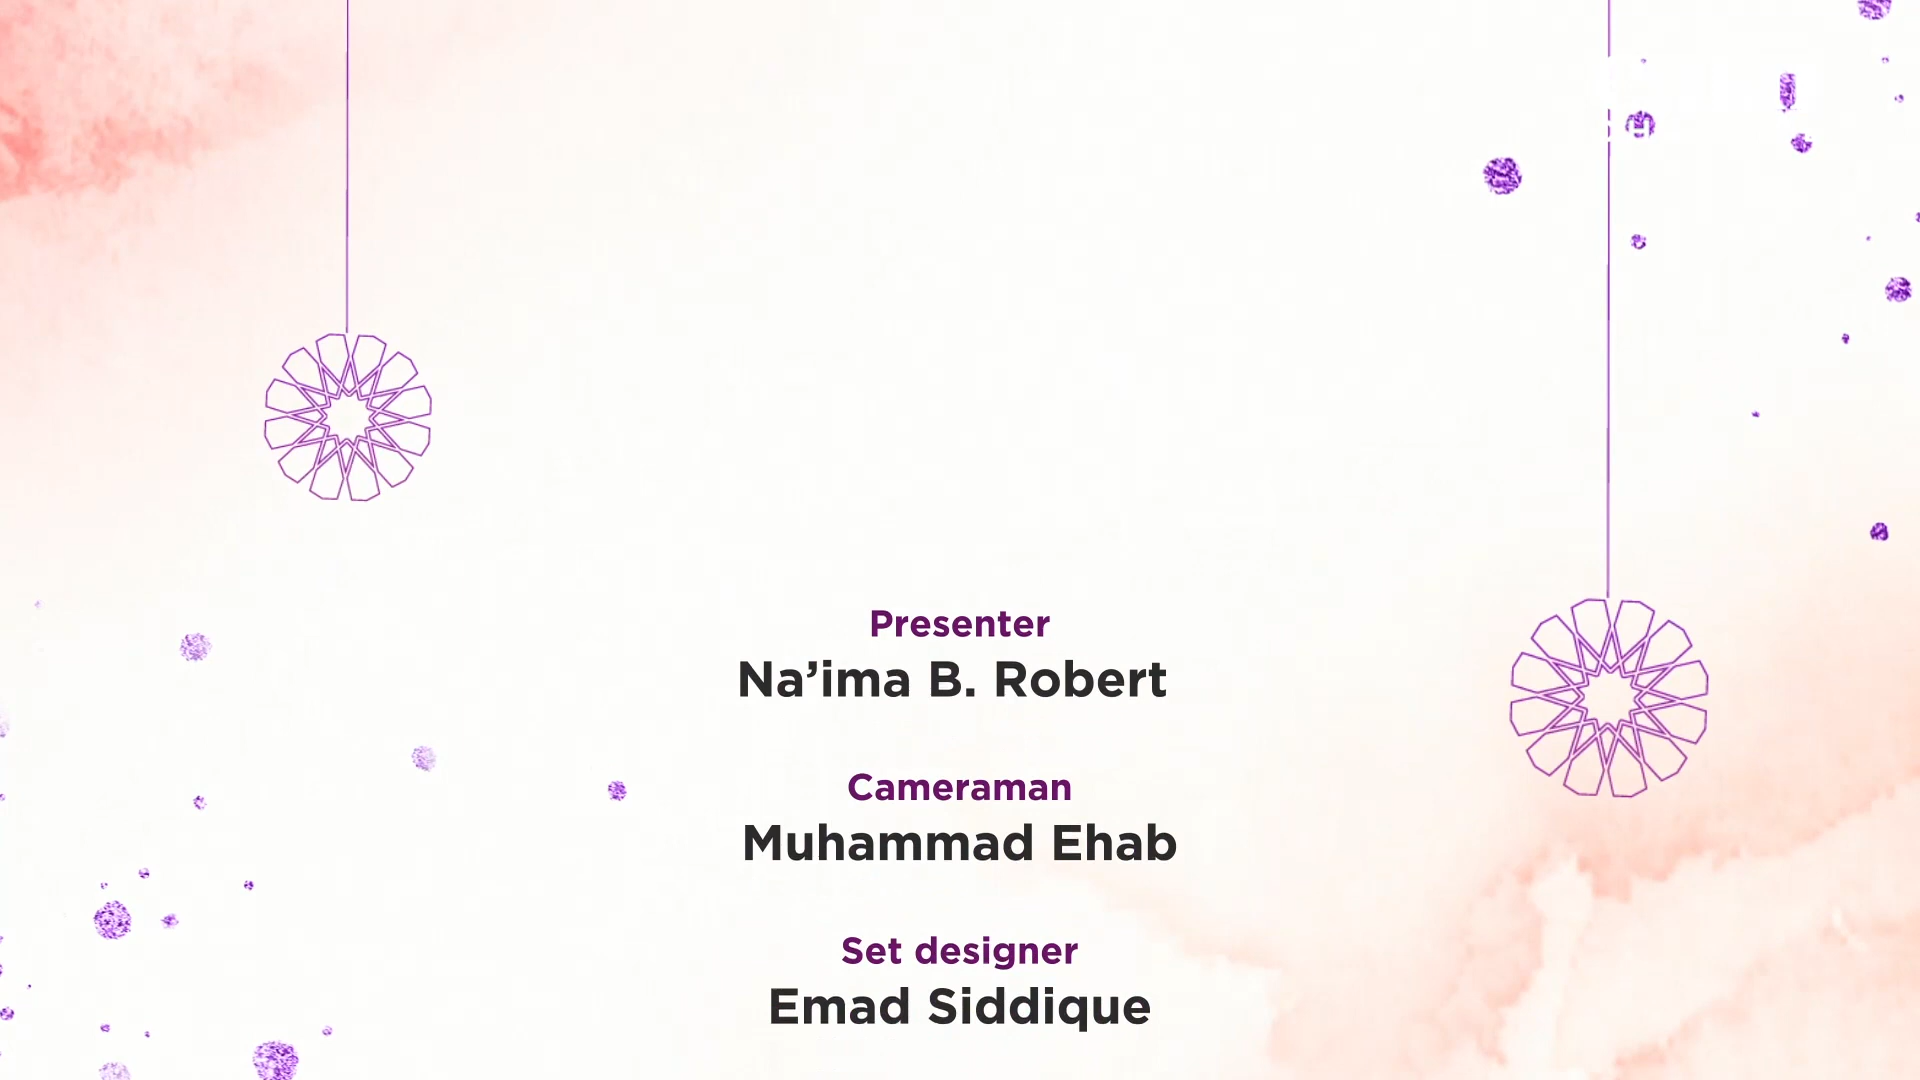 Presenter
Na’ima B. Robert
Cameraman
Muhammad Ehab
Set designer
Emad Siddique